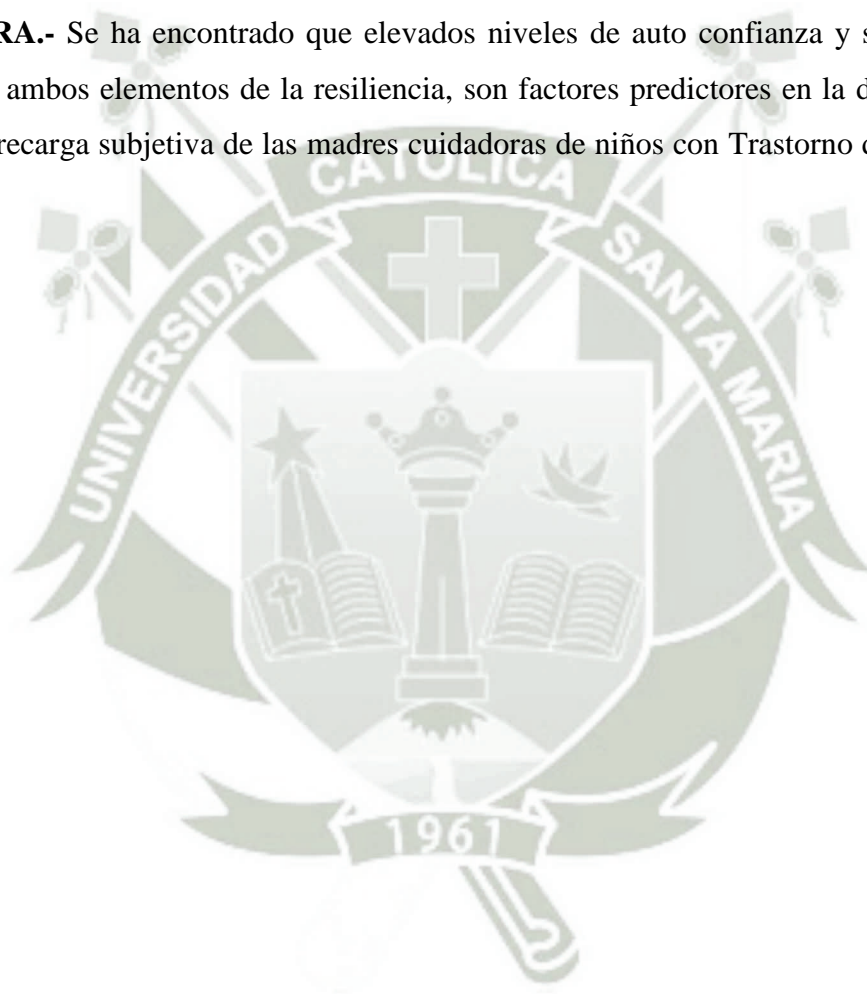 RA.- Se ha encontrado que elevados niveles de auto confianza y s
ambos elementos de la resiliencia, son factores predictores en la d
recarga subjetiva de las madres cuidadoras de niños con Trastorno d
UNIVERSIDAD CATOLICA SANTA MARIA
1961